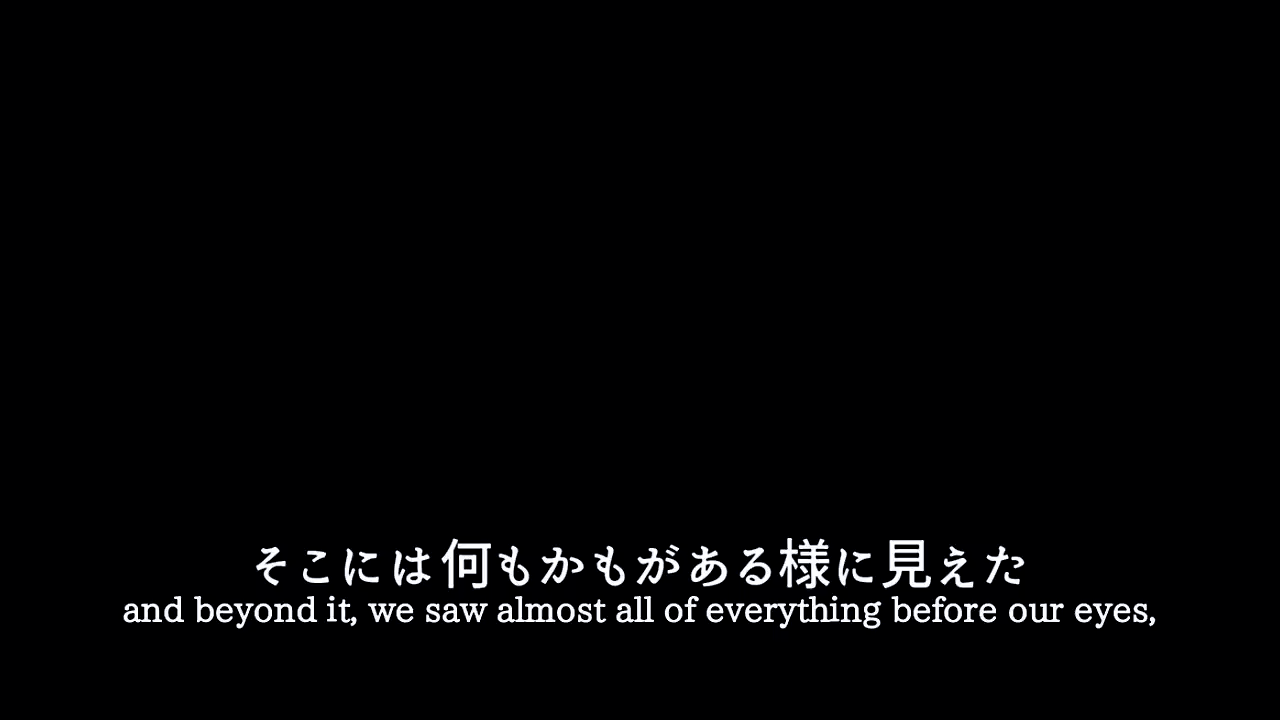 そこには何もかもがある様に見えた
and beyond it, we saw almost all of everything before our eyes,